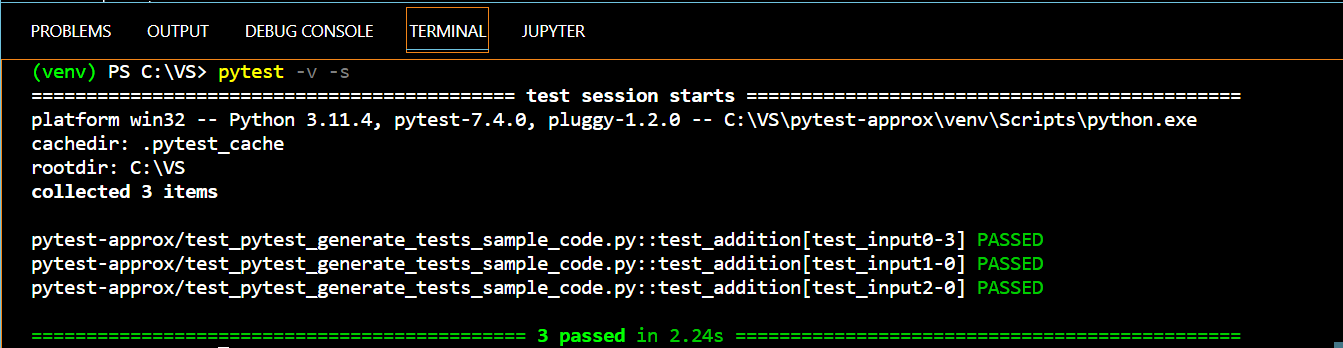 PROBLEMS OUTPUT DEBUG CONSOLE TERMINAL JUPYTER
(venv) PS C:\VS> pytest -v -s
============================================ test session starts =============================================
platform win32 -- Python 3.11.4, pytest-7.4.0, pluggy-1.2.0 -- C:\VS\pytest-approx\venv\Scripts\python.exe
cachedir: .pytest_cache
rootdir: C:\VS
collected 3 items
pytest-approx/test_pytest_generate_tests_sample_code.py::test_addition[test_input0-3] PASSED
pytest-approx/test_pytest_generate_tests_sample_code.py::test_addition[test_input1-0] PASSED
pytest-approx/test_pytest_generate_tests_sample_code.py::test_addition[test_input2-0] PASSED
============================================= 3 passed in 2.24s ==============================================